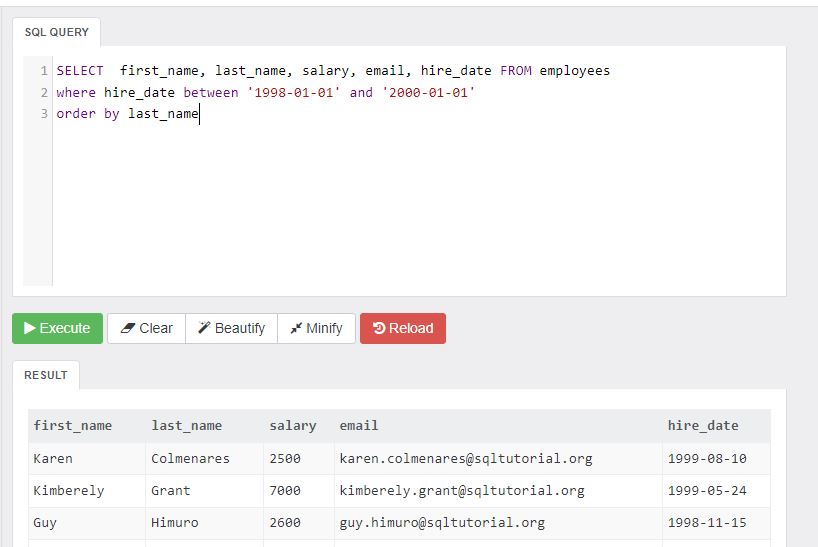 SQL QUERY
1 SELECT  first_name, last_name, salary, email, hire_date FROM employees
2 where hire_date between '1998-01-01' and '2000-01-01'
3 order by last_name
Execute Clear Beautify Minify Reload
RESULT
first_name last_name salary email hire_date
Karen Colmenares 2500 karen.colmenares@sqltutorial.org 1999-08-10
Kimberely Grant 7000 kimberely.grant@sqltutorial.org 1999-05-24
Guy Himuro 2600 guy.himuro@sqltutorial.org 1998-11-15